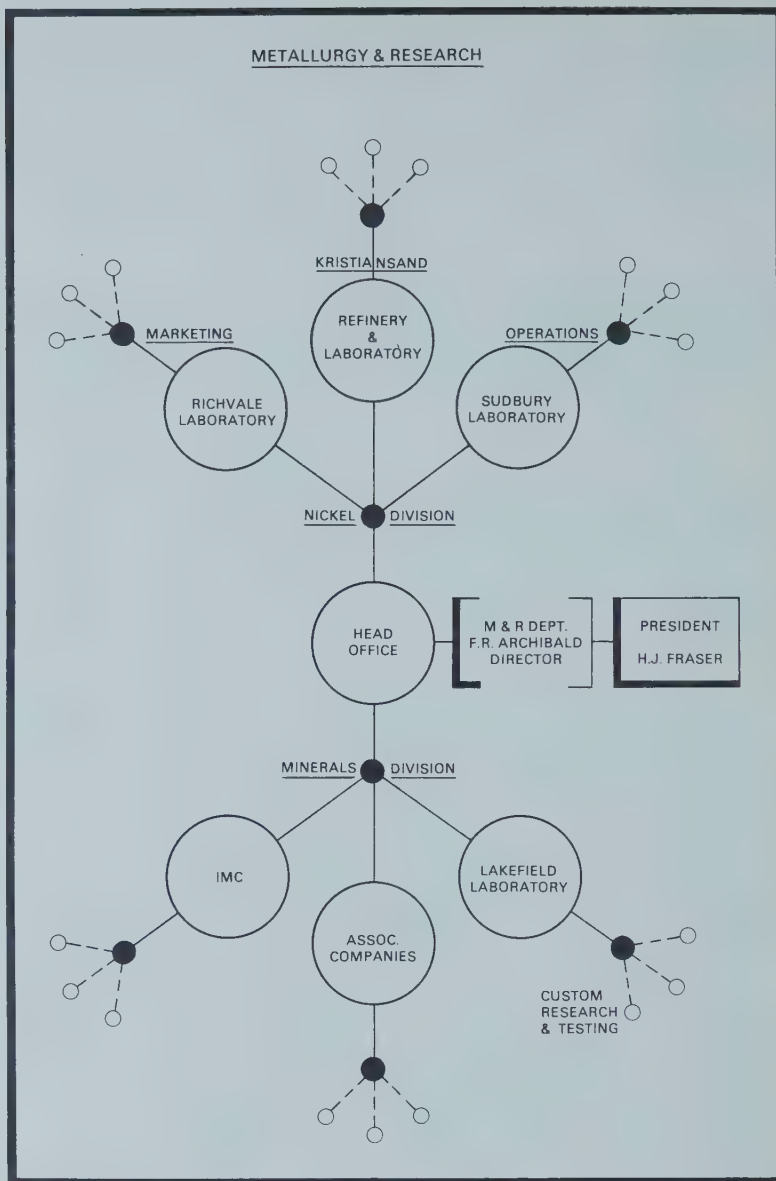 METALLURGY & RESEARCH
KRISTIANSAND
REFINERY
&
LABORATORY
MARKETING
RICHVALE
LABORATORY
OPERATIONS
SUDBURY
LABORATORY
NICKEL DIVISION
HEAD
OFFICE
M & R DEPT.
F.R. ARCHIBALD
DIRECTOR
PRESIDENT
H.J. FRASER
MINERALS DIVISION
IMC
ASSOC.
COMPANIES
LAKEFIELD
LABORATORY
CUSTOM
RESEARCH
& TESTING